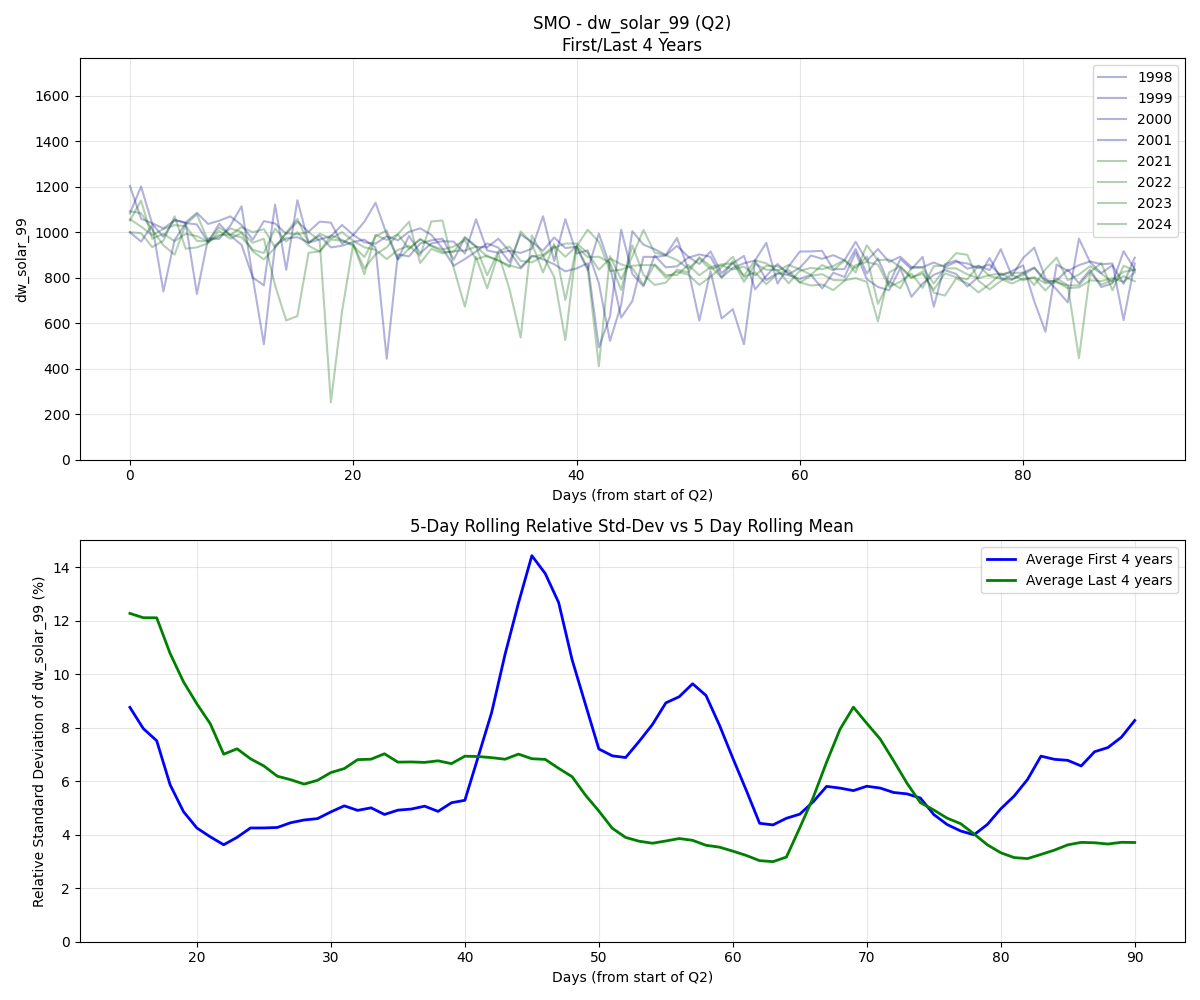 SMO - dw_solar_99 (Q2)
First/Last 4 Years
dw_solar_99
1600
1400
1200
1000
800
600
400
200
0
0 20 40 60 80
Days (from start of Q2)
1998
1999
2000
2001
2021
2022
2023
2024
5-Day Rolling Relative Std-Dev vs 5 Day Rolling Mean
Relative Standard Deviation of dw_solar_99 (%)
14
12
10
8
6
4
2
0
20 30 40 50 60 70 80 90
Days (from start of Q2)
Average First 4 years
Average Last 4 years